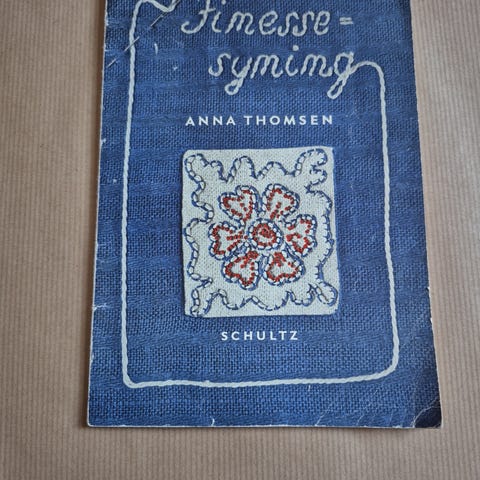 Finesse=
syning
ANNA THOMSEN
SCHULTZ